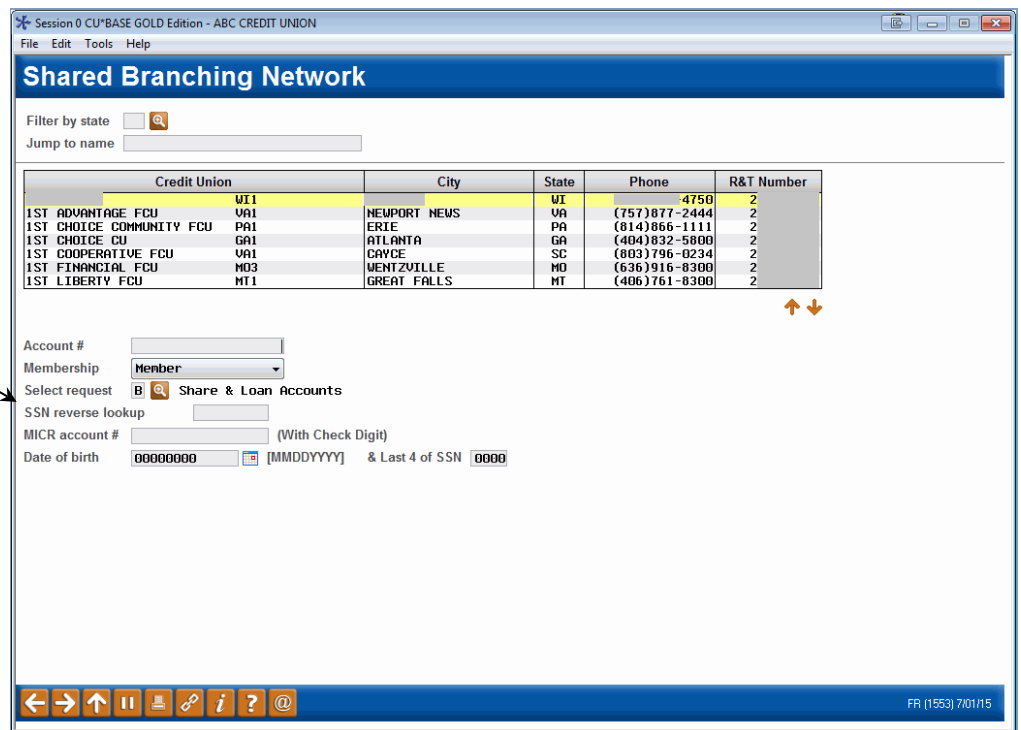 Session 0 CU*BASE GOLD Edition - ABC CREDIT UNION
File Edit Tools Help
Shared Branching Network
Filter by state
Jump to name
Credit Union City State Phone R&T Number
WI1 WI -4750 2
1ST ADVANTAGE FCU VA1 NEWPORT NEWS VA (757)877-2444 2
1ST CHOICE COMMUNITY FCU PA1 ERIE PA (814)866-1111 2
1ST CHOICE CU GA1 ATLANTA GA (404)832-5800 2
1ST COOPERATIVE FCU VA1 CAYCE SC (803)796-0234 2
1ST FINANCIAL FCU MO3 WENTZVILLE MO (636)916-8300 2
1ST LIBERTY FCU MT1 GREAT FALLS MT (406)761-8300 2
Account #
Membership Member
Select request B Share & Loan Accounts
SSN reverse lookup
MICR account # (With Check Digit)
Date of birth 00000000 [MMDDYYYY] & Last 4 of SSN 0000
FR (1553) 7/01/15